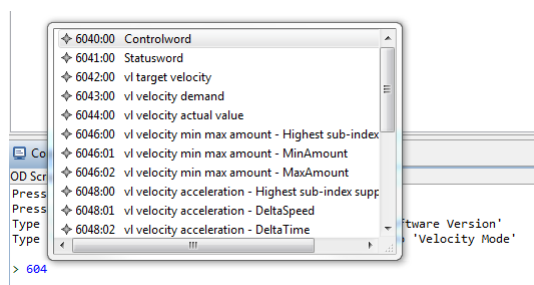 6040:00 Controlword
6041:00 Statusword
6042:00 vl target velocity
6043:00 vl velocity demand
6044:00 vl velocity actual value
6046:00 vl velocity min max amount - Highest sub-index
6046:01 vl velocity min max amount - MinAmount
6046:02 vl velocity min max amount - MaxAmount
6048:00 vl velocity acceleration - Highest sub-index supp
6048:01 vl velocity acceleration - DeltaSpeed
6048:02 vl velocity acceleration - DeltaTime
Co
OD Scr
Press
Press
Type ftware Version'
Type 'Velocity Mode'
> 604